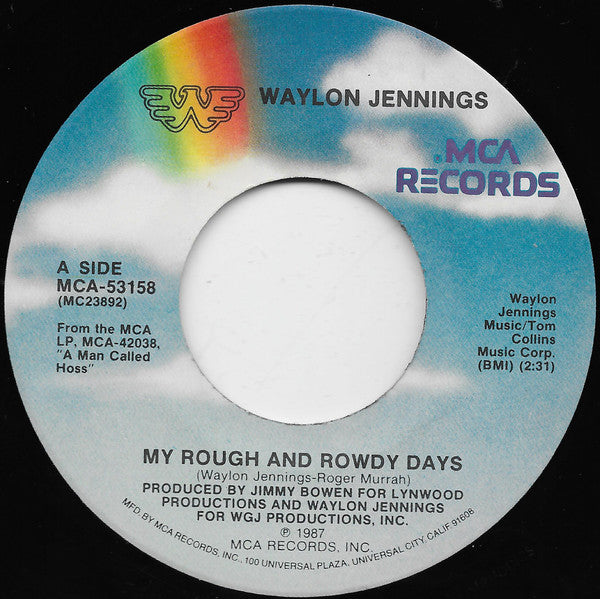 WAYLON JENNINGS
MCA
RECORDS
A SIDE
MCA-53158
(MC23892)
From the MCA
LP, MCA-42038,
"A Man Called
Hoss"
Waylon
Jennings
Music/Tom
Collins
Music Corp.
(BMI) (2:31)
MY ROUGH AND ROWDY DAYS
(Waylon Jennings-Roger Murrah)
PRODUCED BY JIMMY BOWEN FOR LYNWOOD
PRODUCTIONS AND WAYLON JENNINGS
FOR WGJ PRODUCTIONS, INC.
℗ 1987
MCA RECORDS, INC.
MFD. BY MCA RECORDS, INC., 100 UNIVERSAL PLAZA, UNIVERSAL CITY, CALIF. 91608